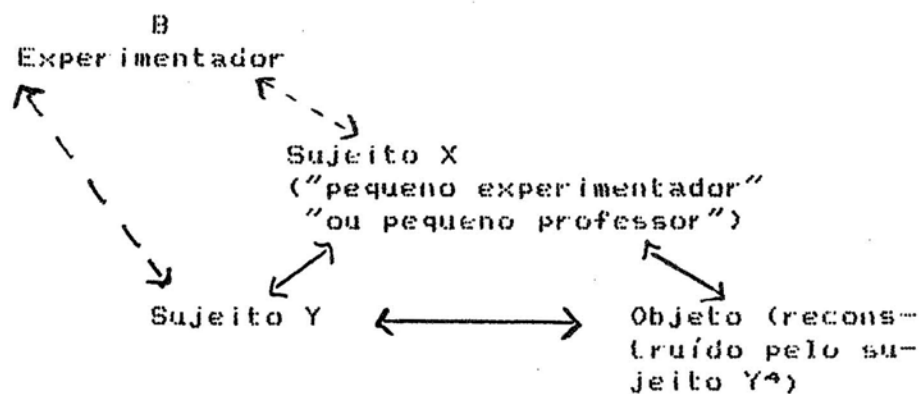 B
Experimentador
Sujeito X
("pequeno experimentador"
"ou pequeno professor")
Sujeito Y
Objeto (recons-
truído pelo su-
jeito Y⁴)